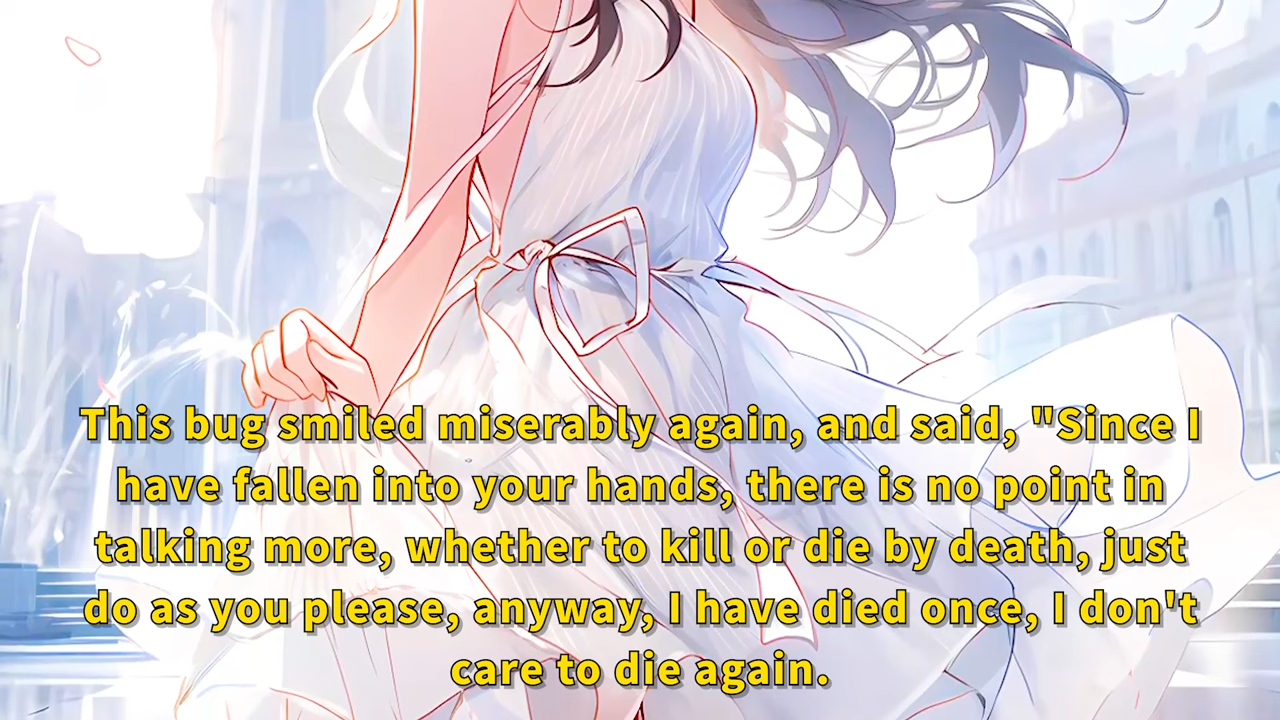 This bug smiled miserably again, and said, "Since I
have fallen into your hands, there is no point in
talking more, whether to kill or die by death, just
do as you please, anyway, I have died once, I don't
care to die again.